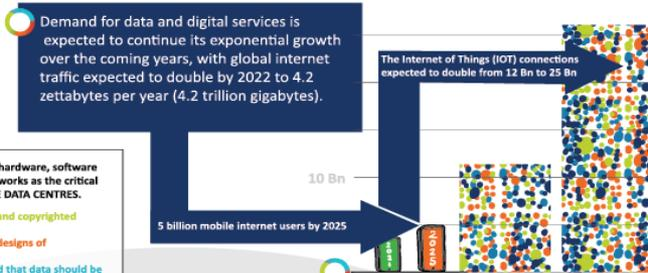 Demand for data and digital services is
expected to continue its exponential growth
over the coming years, with global internet
traffic expected to double by 2022 to 4.2
zettabytes per year (4.2 trillion gigabytes).
The Internet of Things (IOT) connections
expected to double from 12 Bn to 25 Bn
hardware, software
works as the critical
DATA CENTRES.
and copyrighted
designs of
d that data should be
10 Bn
5 billion mobile internet users by 2025
2025